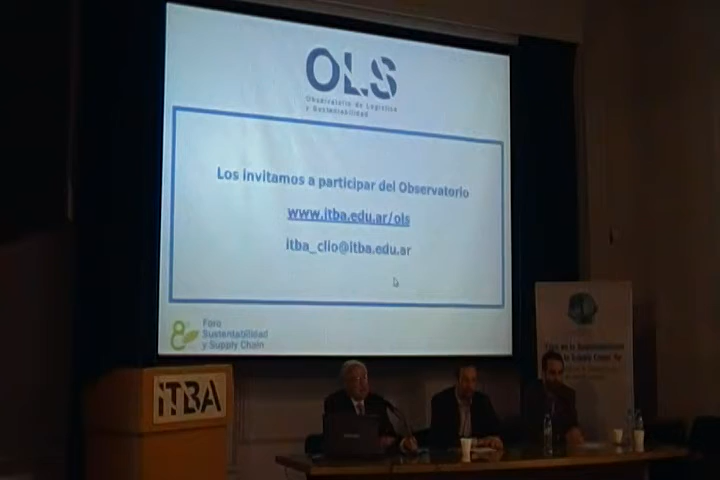 OLS
Observatorio de Logística
y Sostentabilidad
Los invitamos a participar del Observatorio
www.itba.edu.ar/ols
itba_clio@itba.edu.ar
Foro
Sustentabilidad
y Supply Chain
iTBA